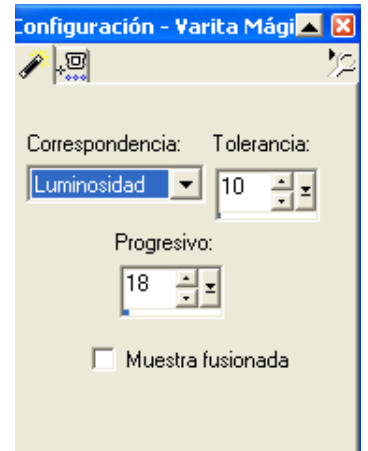 Configuración - Varita Mági
Correspondencia: Tolerancia:
Luminosidad 10
Progresivo:
18
Muestra fusionada